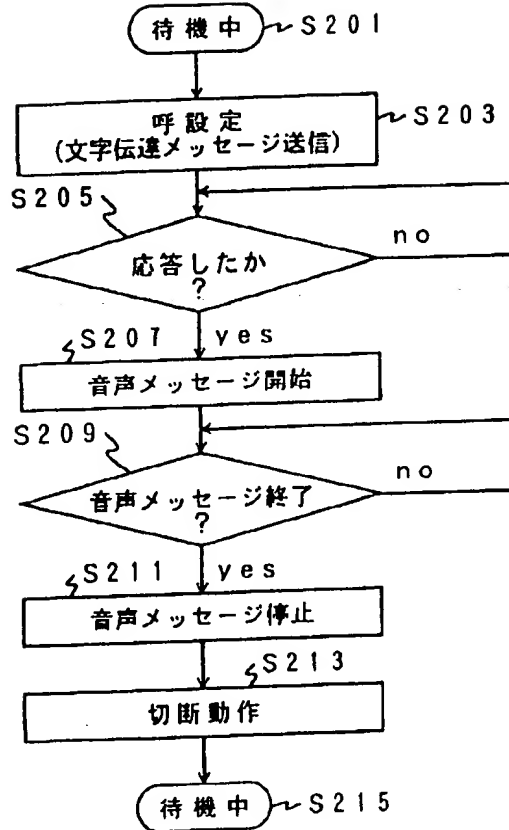 待機中 S201
呼設定 S203
(文字伝達メッセージ送信)
S205
no
応答したか
?
S207 yes
音声メッセージ開始
S209
no
音声メッセージ終了
?
S211 yes
音声メッセージ停止
S213
切断動作
待機中 S215